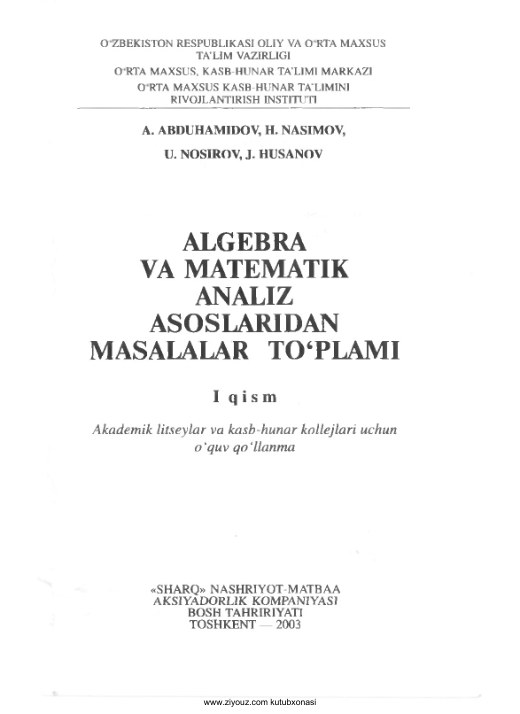 O‘ZBEKISTON RESPUBLIKASI OLIY VA O‘RTA MAXSUS
TA’LIM VAZIRLIGI
O‘RTA MAXSUS, KASB-HUNAR TA’LIMI MARKAZI
O‘RTA MAXSUS KASB-HUNAR TA’LIMINI
RIVOJLANTIRISH INSTITUTI
A. ABDUHAMIDOV, H. NASIMOV,
U. NOSIROV, J. HUSANOV
ALGEBRA
VA MATEMATIK
ANALIZ
ASOSLARIDAN
MASALALAR TO‘PLAMI
I qism
Akademik litseylar va kasb-hunar kollejlari uchun
o‘quv qo‘llanma
«SHARQ» NASHRIYOT-MATBAA
AKSIYADORLIK KOMPANIYASI
BOSH TAHRIRIYATI
TOSHKENT — 2003
www.ziyouz.com kutubxonasi